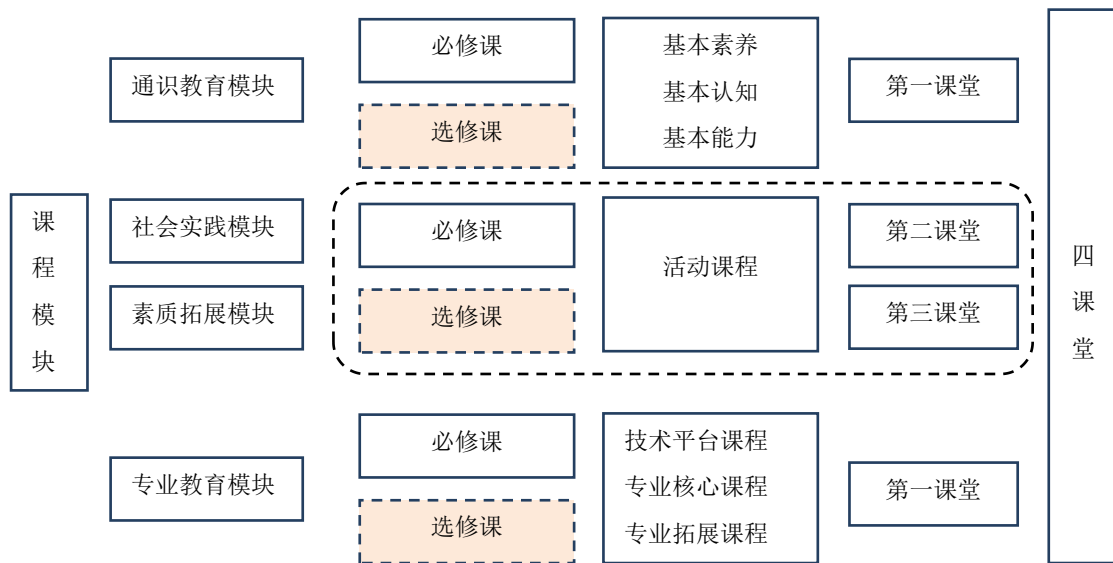 课
程
模
块
通识教育模块
必修课
选修课
基本素养
基本认知
基本能力
第一课堂
社会实践模块
素质拓展模块
必修课
选修课
活动课程
第二课堂
第三课堂
专业教育模块
必修课
选修课
技术平台课程
专业核心课程
专业拓展课程
第一课堂
四
课
堂